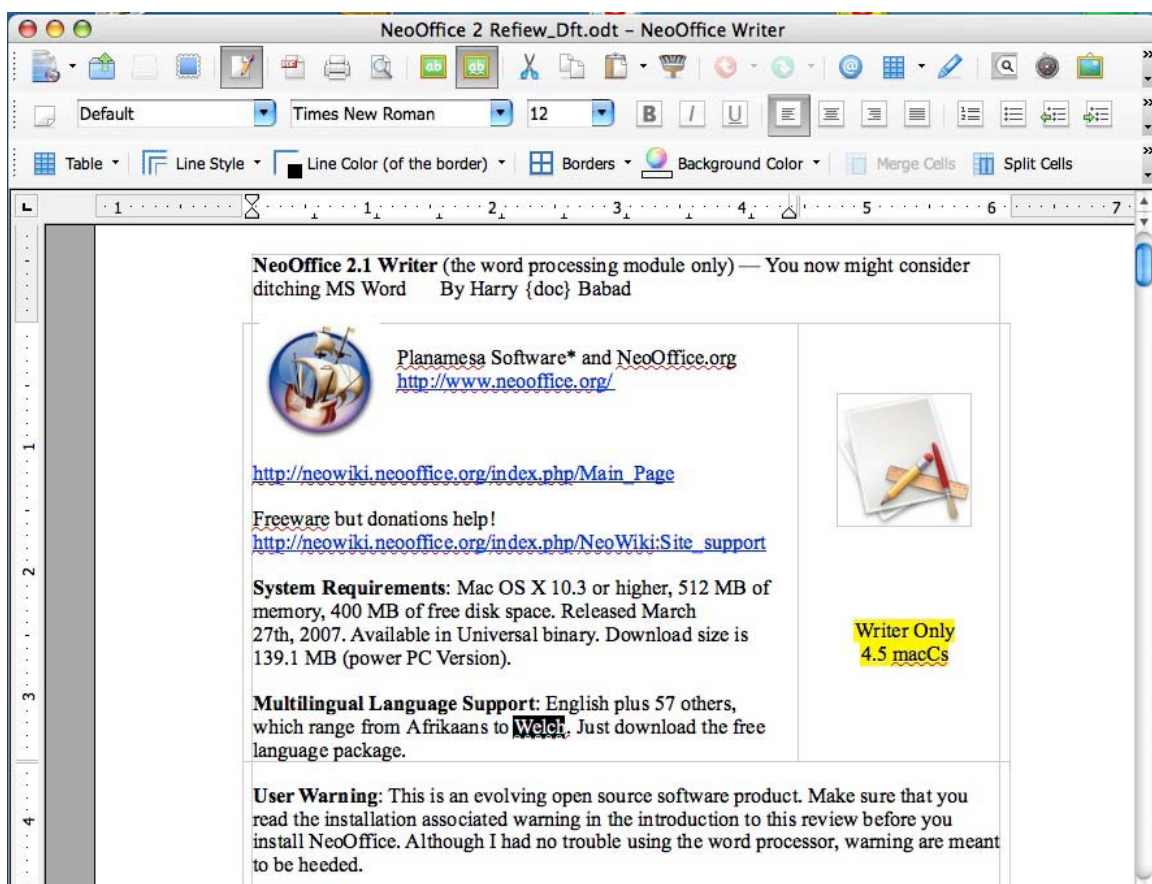 NeoOffice 2 Refiew_Dft.odt – NeoOffice Writer
Default Times New Roman 12 B I U
Table Line Style Line Color (of the border) Borders Background Color Merge Cells Split Cells
1 1 2 3 4 5 6 7
NeoOffice 2.1 Writer (the word processing module only) — You now might consider
ditching MS Word By Harry {doc} Babad
Planamesa Software* and NeoOffice.org
http://www.neooffice.org/
http://neowiki.neooffice.org/index.php/Main_Page
Freeware but donations help!
http://neowiki.neooffice.org/index.php/NeoWiki:Site_support
System Requirements: Mac OS X 10.3 or higher, 512 MB of
memory, 400 MB of free disk space. Released March
27th, 2007. Available in Universal binary. Download size is
139.1 MB (power PC Version).
Writer Only
4.5 macCs
Multilingual Language Support: English plus 57 others,
which range from Afrikaans to Welch. Just download the free
language package.
User Warning: This is an evolving open source software product. Make sure that you
read the installation associated warning in the introduction to this review before you
install NeoOffice. Although I had no trouble using the word processor, warning are meant
to be heeded.
1
2
3
4